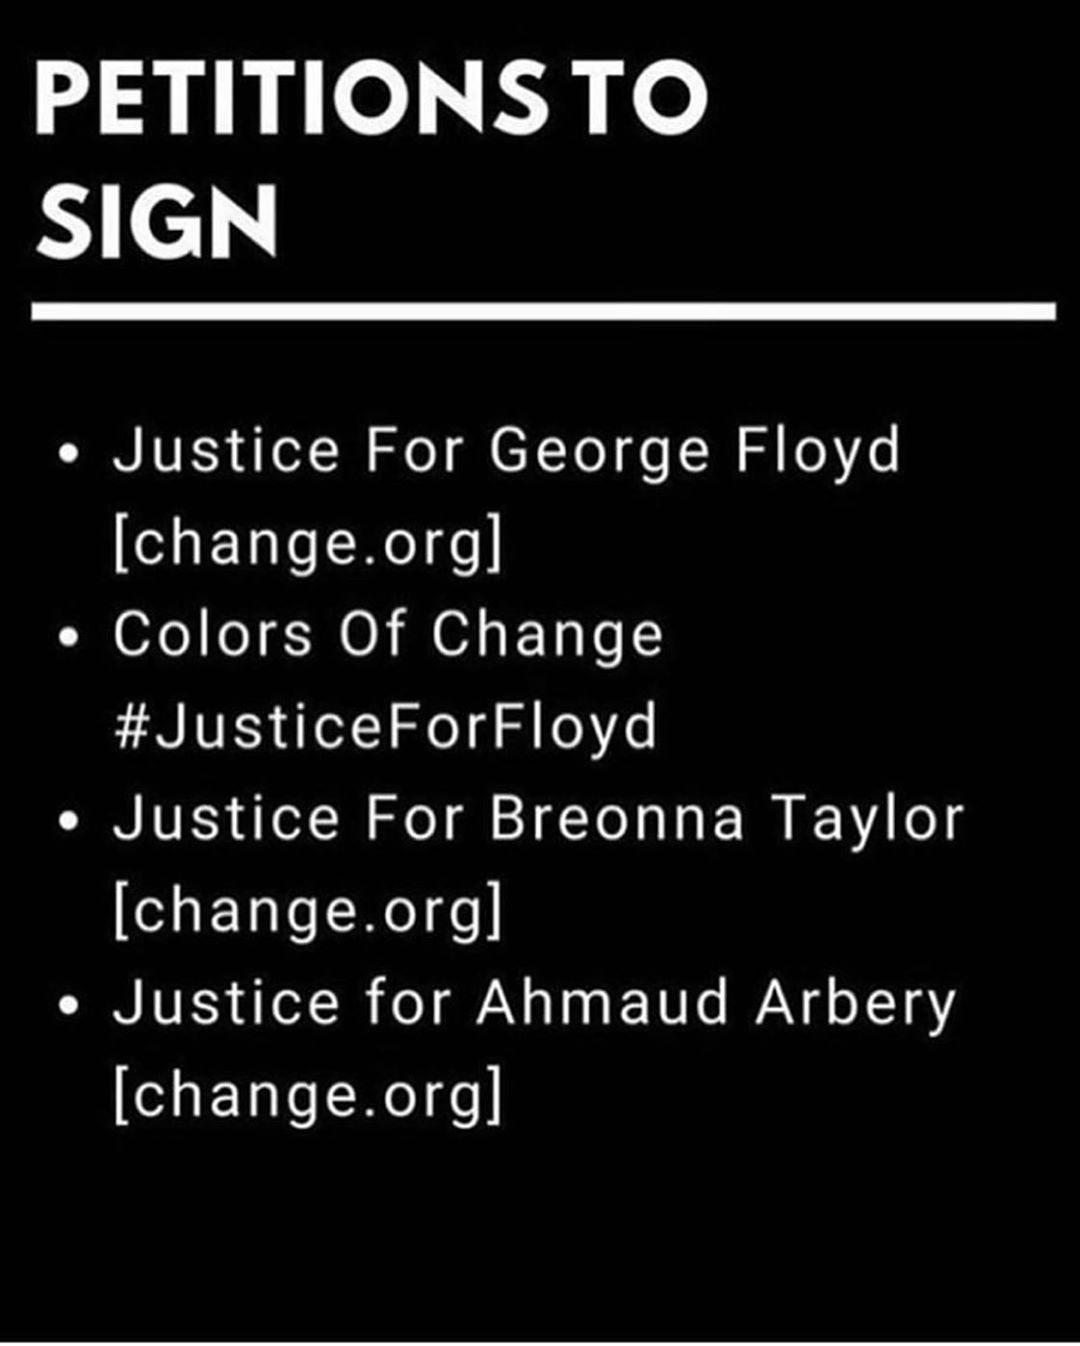 PETITIONS TO
SIGN
• Justice For George Floyd
[change.org]
• Colors Of Change
#JusticeForFloyd
• Justice For Breonna Taylor
[change.org]
• Justice for Ahmaud Arbery
[change.org]